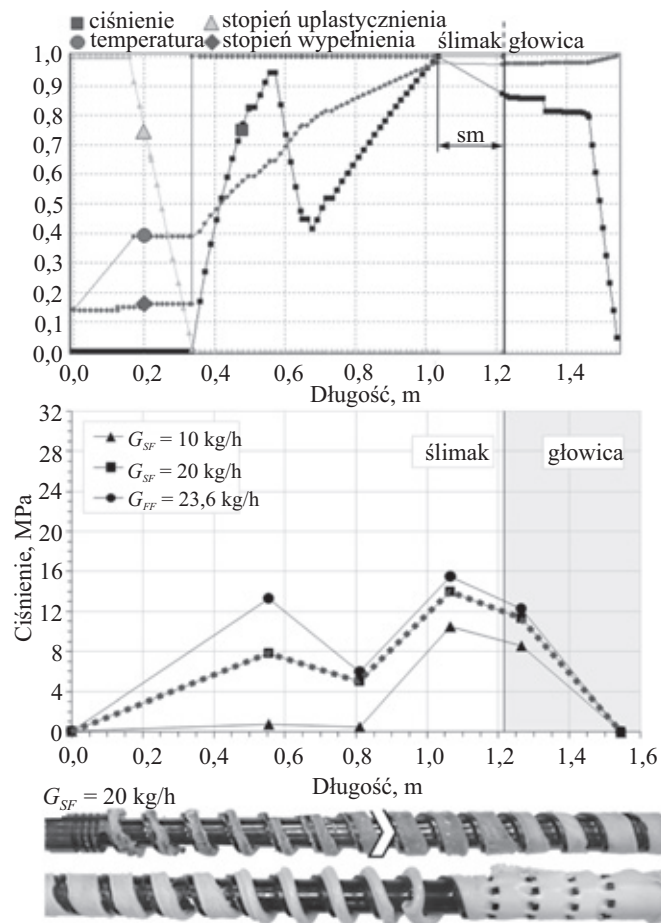 ciśnienie stopień uplastycznienia
temperatura stopień wypełnienia
1,0 ślimak głowica
0,9
0,8
0,7 sm
0,6
0,5
0,4
0,3
0,2
0,1
0,0
0,0 0,2 0,4 0,6 0,8 1,0 1,2 1,4
Długość, m
32
28 G_SF = 10 kg/h ślimak głowica
G_SF = 20 kg/h
24 G_FF = 23,6 kg/h
20
16
12
8
4
0
Ciśnienie, MPa
0,0 0,2 0,4 0,6 0,8 1,0 1,2 1,4 1,6
Długość, m
G_SF = 20 kg/h